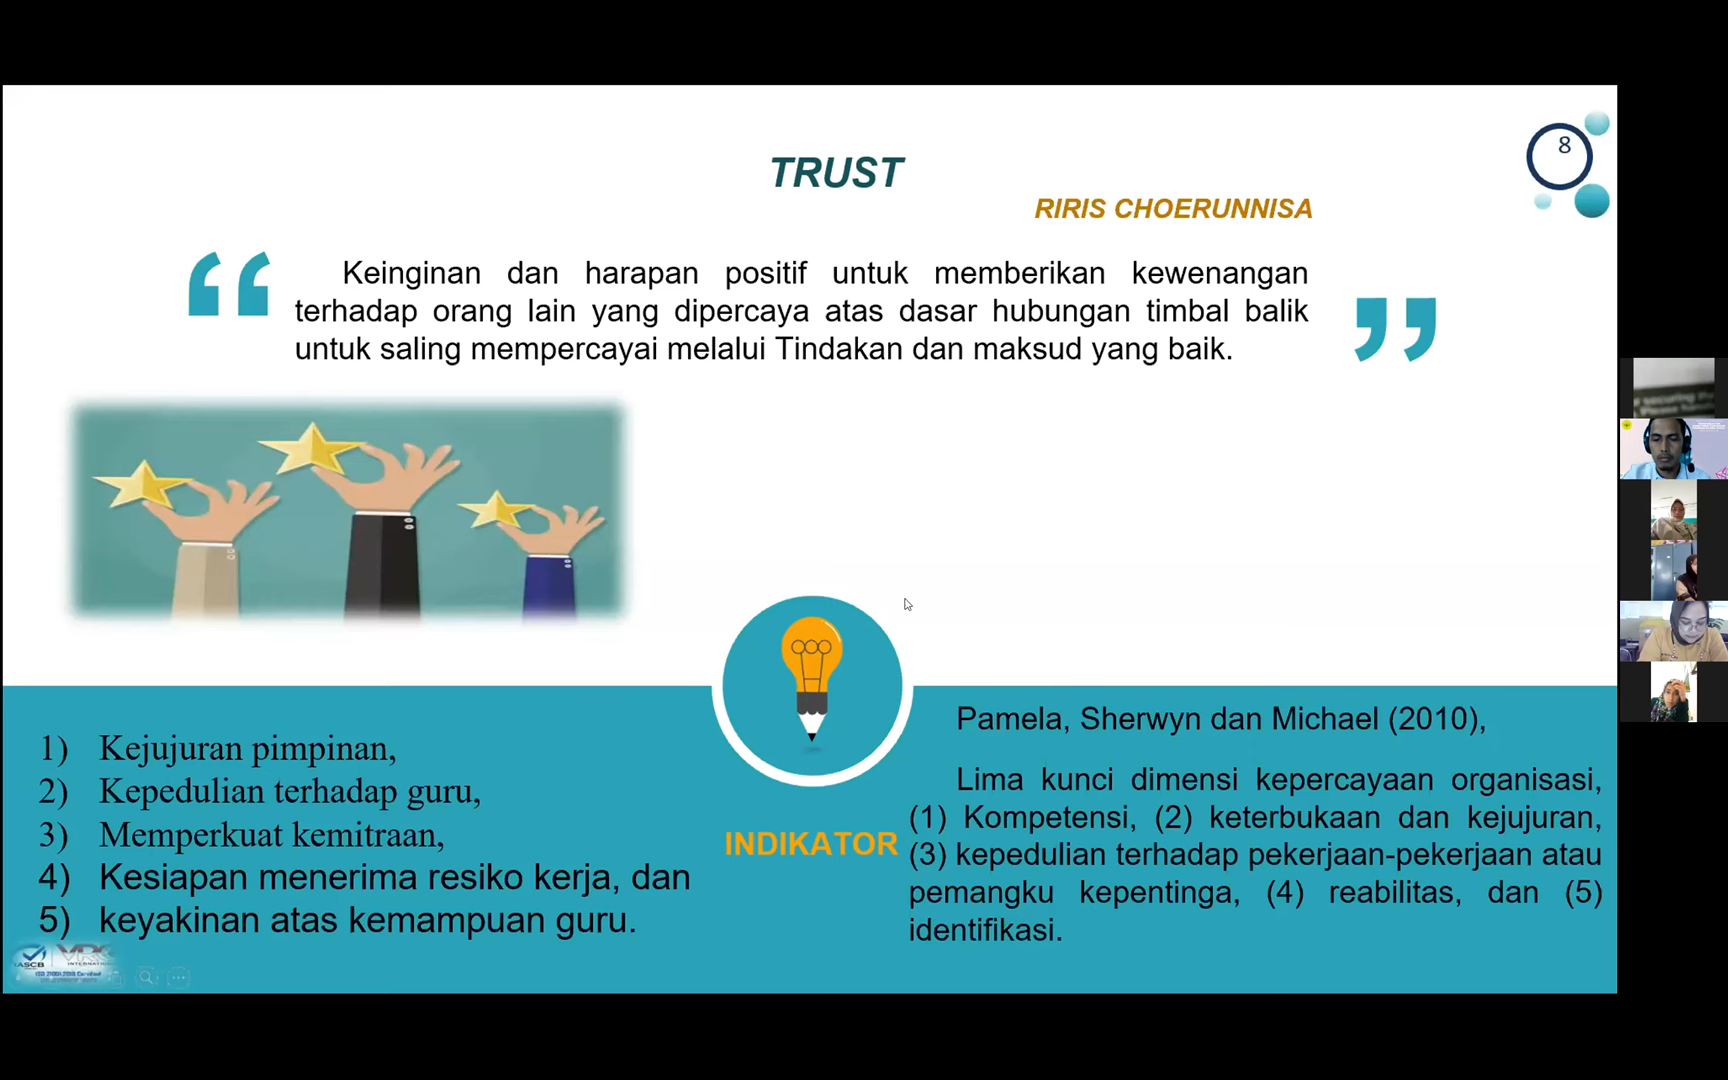 8
TRUST
RIRIS CHOERUNNISA
Keinginan dan harapan positif untuk memberikan kewenangan
terhadap orang lain yang dipercaya atas dasar hubungan timbal balik
untuk saling mempercayai melalui Tindakan dan maksud yang baik.
1) Kejujuran pimpinan,
2) Kepedulian terhadap guru,
3) Memperkuat kemitraan,
4) Kesiapan menerima resiko kerja, dan
5) keyakinan atas kemampuan guru.
INDIKATOR
Pamela, Sherwyn dan Michael (2010),
Lima kunci dimensi kepercayaan organisasi,
(1) Kompetensi, (2) keterbukaan dan kejujuran,
(3) kepedulian terhadap pekerjaan-pekerjaan atau
pemangku kepentinga, (4) reabilitas, dan (5)
identifikasi.